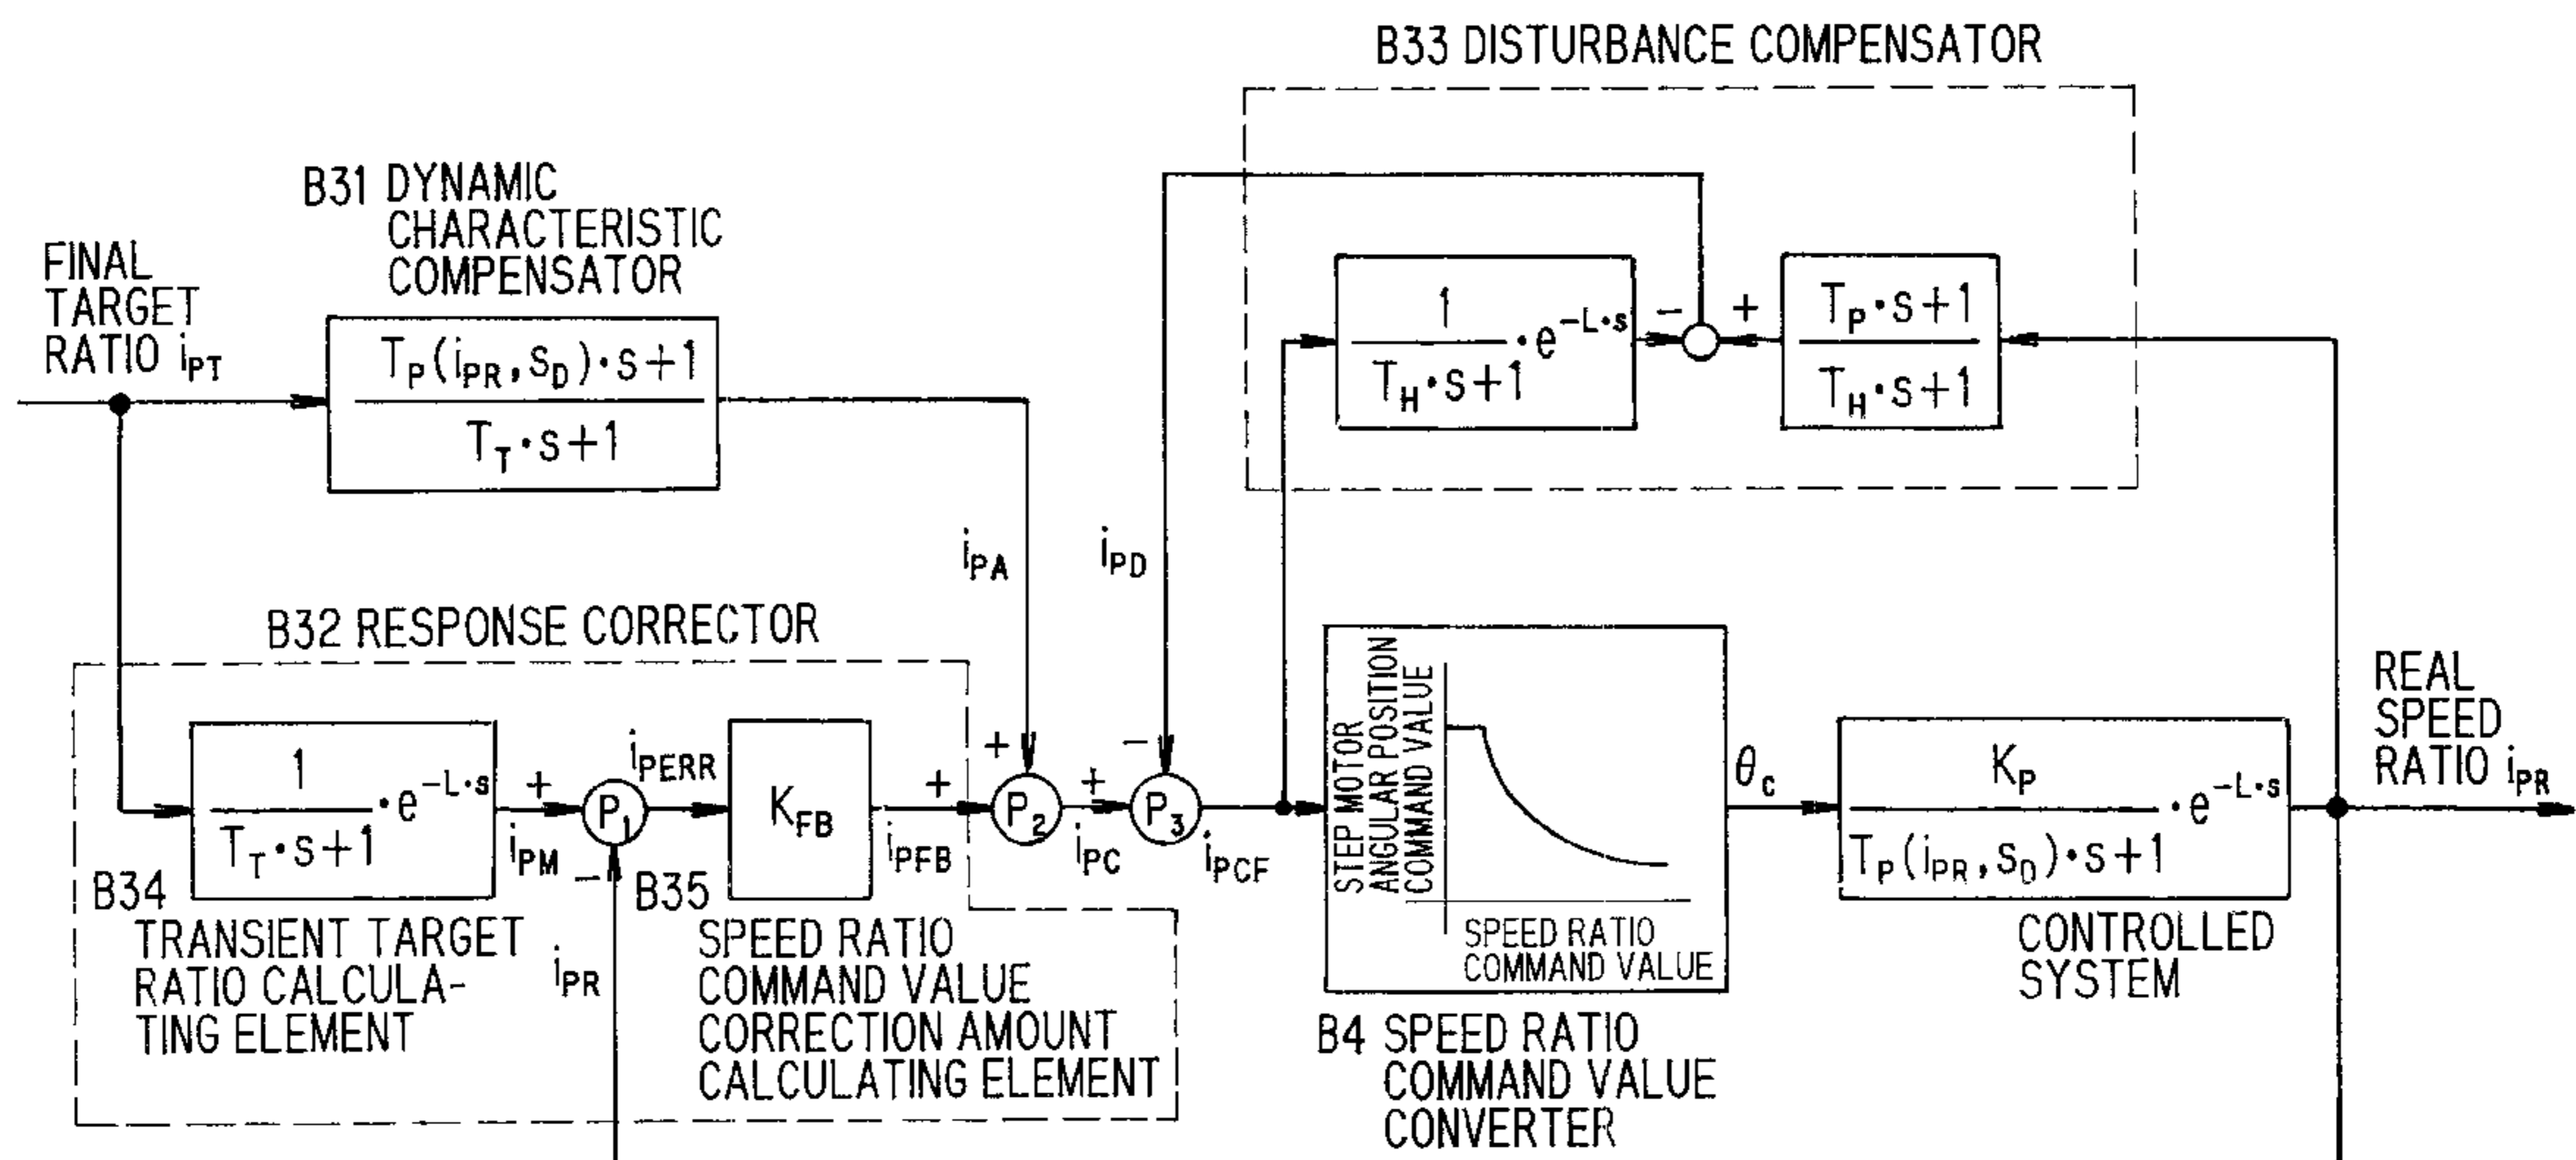 B33 DISTURBANCE COMPENSATOR
B31 DYNAMIC
CHARACTERISTIC
COMPENSATOR
FINAL
TARGET
RATIO iPT
TP(iPR, sD)·s+1
TT·s+1
1
TH·s+1
·e-L·s
−
+
TP·s+1
TH·s+1
iPA
iPD
B32 RESPONSE CORRECTOR
1
TT·s+1
·e-L·s
+
iPM
−
P1
iPERR
KFB
+
iPFB
+
P2
+
iPC
−
P3
iPCF
STEP MOTOR
ANGULAR POSITION
COMMAND VALUE
SPEED RATIO
COMMAND VALUE
θc
KP
TP(iPR, sD)·s+1
·e-L·s
REAL
SPEED
RATIO iPR
B34
TRANSIENT TARGET
RATIO CALCULA-
TING ELEMENT
iPR
B35
SPEED RATIO
COMMAND VALUE
CORRECTION AMOUNT
CALCULATING ELEMENT
B4 SPEED RATIO
COMMAND VALUE
CONVERTER
CONTROLLED
SYSTEM